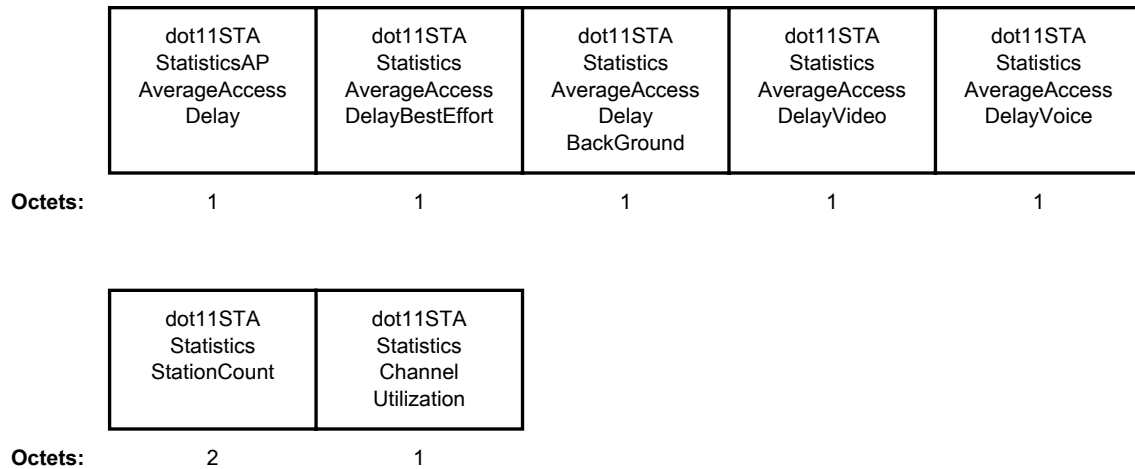 dot11STA
StatisticsAP
AverageAccess
Delay
dot11STA
Statistics
AverageAccess
DelayBestEffort
dot11STA
Statistics
AverageAccess
Delay
BackGround
dot11STA
Statistics
AverageAccess
DelayVideo
dot11STA
Statistics
AverageAccess
DelayVoice
Octets: 1 1 1 1 1
dot11STA
Statistics
StationCount
dot11STA
Statistics
Channel
Utilization
Octets: 2 1